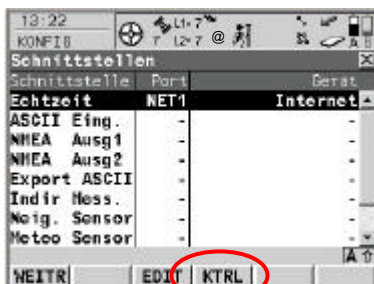 13:22
KONFIG
L1- 7
L2- 7
@
A B
Schnittstellen
Schnittstelle Port Gerät
Echtzeit NET1 Internet
ASCII Eing. - -
NMEA Ausg1 - -
NMEA Ausg2 - -
Export ASCII - -
Indir Mess. - -
Neig. Sensor - -
Meteo Sensor - -
A
WEITR EDIT KTRL